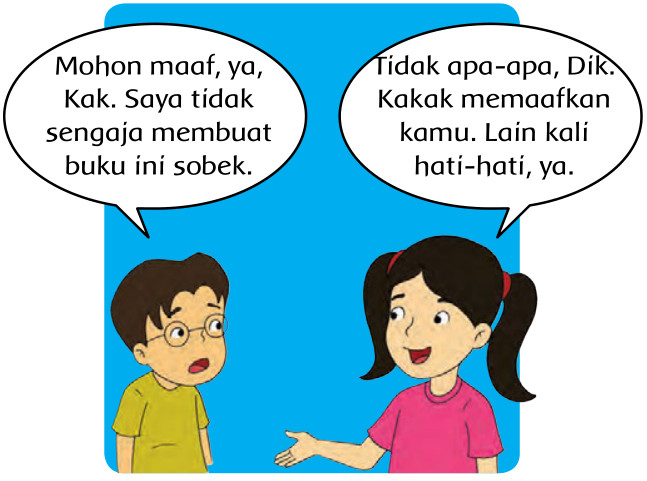 Mohon maaf, ya,
Kak. Saya tidak
sengaja membuat
buku ini sobek.
Tidak apa-apa, Dik.
Kakak memaafkan
kamu. Lain kali
hati-hati, ya.